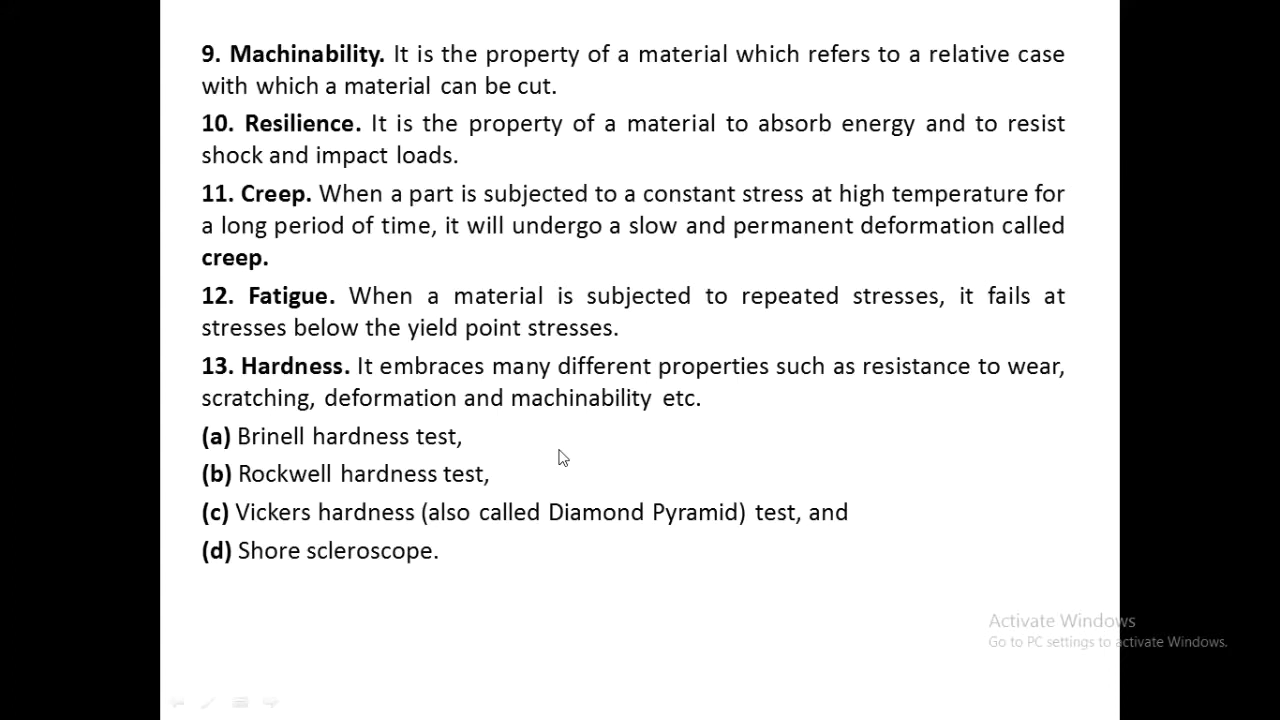 9. Machinability. It is the property of a material which refers to a relative case
with which a material can be cut.
10. Resilience. It is the property of a material to absorb energy and to resist
shock and impact loads.
11. Creep. When a part is subjected to a constant stress at high temperature for
a long period of time, it will undergo a slow and permanent deformation called
creep.
12. Fatigue. When a material is subjected to repeated stresses, it fails at
stresses below the yield point stresses.
13. Hardness. It embraces many different properties such as resistance to wear,
scratching, deformation and machinability etc.
(a) Brinell hardness test,
(b) Rockwell hardness test,
(c) Vickers hardness (also called Diamond Pyramid) test, and
(d) Shore scleroscope.
Activate Windows
Go to PC settings to activate Windows.